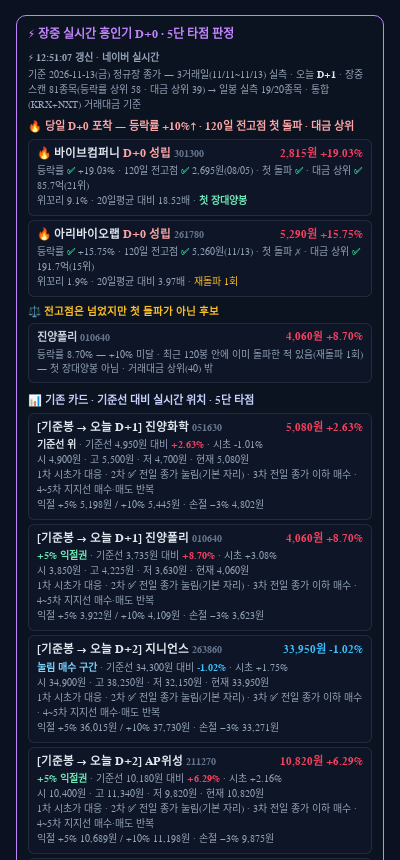 ⚡ 장중 실시간 흥인기 D+0 · 5단 타점 판정
⚡ 12:51:07 갱신 · 네이버 실시간
기준 2026-11-13(금) 정규장 종가 — 3거래일(11/11~11/13) 실측 · 오늘 D+1 · 장중
스캔 81종목(등락률 상위 58 · 대금 상위 39) → 일봉 실측 19/20종목 · 통합
(KRX+NXT) 거래대금 기준
🔥 당일 D+0 포착 — 등락률 +10%↑ · 120일 전고점 첫 돌파 · 대금 상위
🔥 바이브컴퍼니 D+0 성립 301300 2,815원 +19.03%
등락률 ✅ +19.03% · 120일 전고점 ✅ 2,695원(08/05) · 첫 돌파 ✅ · 대금 상위 ✅
85.7억(21위)
위꼬리 9.1% · 20일평균 대비 18.52배 · 첫 장대양봉
🔥 아리바이오랩 D+0 성립 261780 5,290원 +15.75%
등락률 ✅ +15.75% · 120일 전고점 ✅ 5,260원(11/13) · 첫 돌파 ✗ · 대금 상위 ✅
191.7억(15위)
위꼬리 1.9% · 20일평균 대비 3.97배 · 재돌파 1회
⚖️ 전고점은 넘었지만 첫 돌파가 아닌 후보
진양폴리 010640 4,060원 +8.70%
등락률 8.70% — +10% 미달 · 최근 120봉 안에 이미 돌파한 적 있음(재돌파 1회)
— 첫 장대양봉 아님 · 거래대금 상위(40) 밖
📊 기존 카드 · 기준선 대비 실시간 위치 · 5단 타점
[기준봉 → 오늘 D+1] 진양화학 051630 5,080원 +2.63%
기준선 위 · 기준선 4,950원 대비 +2.63% · 시초 -1.01%
시 4,900원 · 고 5,500원 · 저 4,700원 · 현재 5,080원
1차 시초가 대응 · 2차 ✅ 전일 종가 눌림(기본 자리) · 3차 전일 종가 이하 매수 ·
4~5차 지지선 매수·매도 반복
익절 +5% 5,198원 / +10% 5,445원 · 손절 −3% 4,802원
[기준봉 → 오늘 D+1] 진양폴리 010640 4,060원 +8.70%
+5% 익절권 · 기준선 3,735원 대비 +8.70% · 시초 +3.08%
시 3,850원 · 고 4,225원 · 저 3,630원 · 현재 4,060원
1차 시초가 대응 · 2차 ✅ 전일 종가 눌림(기본 자리) · 3차 전일 종가 이하 매수 ·
4~5차 지지선 매수·매도 반복
익절 +5% 3,922원 / +10% 4,109원 · 손절 −3% 3,623원
[기준봉 → 오늘 D+2] 지니언스 263860 33,950원 -1.02%
눌림 매수 구간 · 기준선 34,300원 대비 -1.02% · 시초 +1.75%
시 34,900원 · 고 38,250원 · 저 32,150원 · 현재 33,950원
1차 시초가 대응 · 2차 ✅ 전일 종가 눌림(기본 자리) · 3차 ✅ 전일 종가 이하 매수
· 4~5차 지지선 매수·매도 반복
익절 +5% 36,015원 / +10% 37,730원 · 손절 −3% 33,271원
[기준봉 → 오늘 D+2] AP위성 211270 10,820원 +6.29%
+5% 익절권 · 기준선 10,180원 대비 +6.29% · 시초 +2.16%
시 10,400원 · 고 11,340원 · 저 9,820원 · 현재 10,820원
1차 시초가 대응 · 2차 ✅ 전일 종가 눌림(기본 자리) · 3차 전일 종가 이하 매수 ·
4~5차 지지선 매수·매도 반복
익절 +5% 10,689원 / +10% 11,198원 · 손절 −3% 9,875원